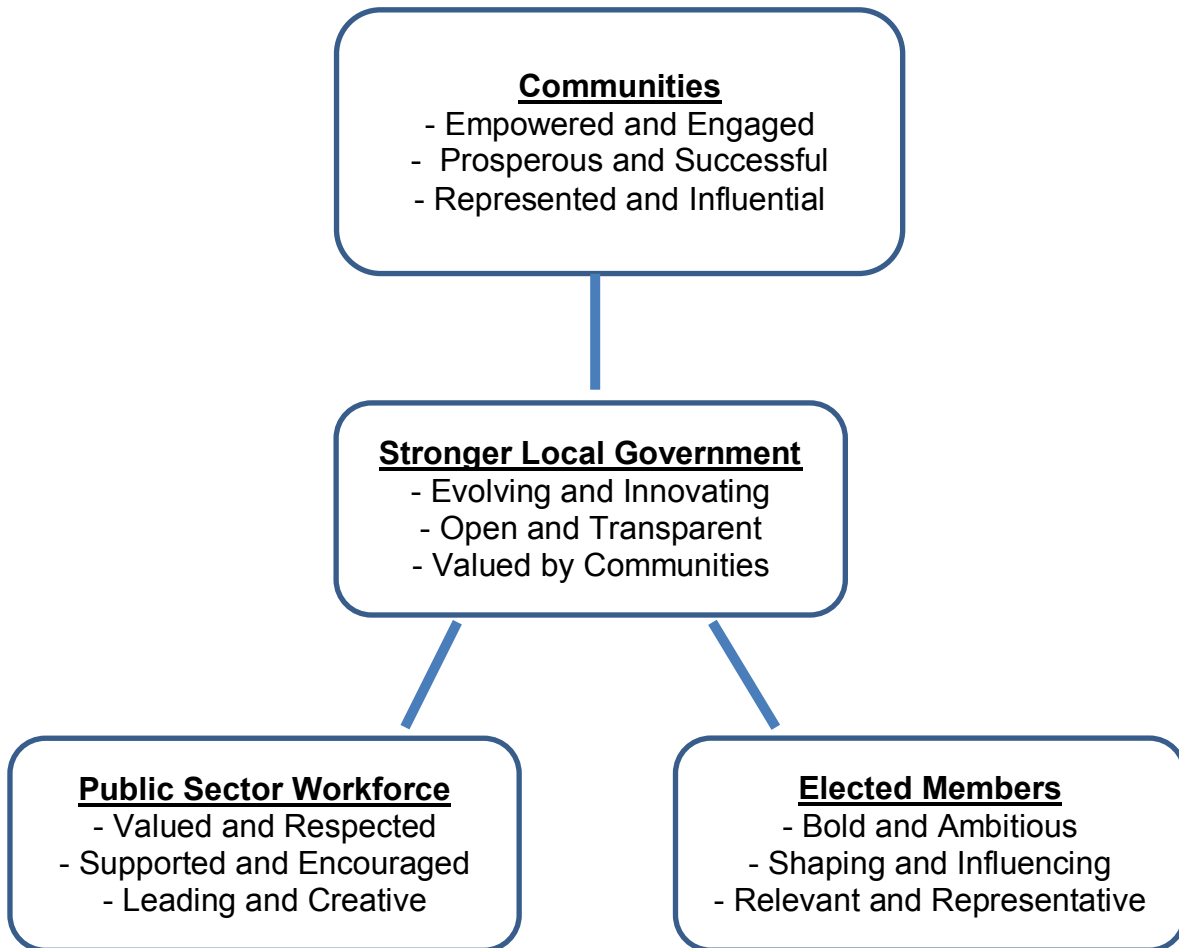 Communities
- Empowered and Engaged
- Prosperous and Successful
- Represented and Influential
Stronger Local Government
- Evolving and Innovating
- Open and Transparent
- Valued by Communities
Public Sector Workforce
- Valued and Respected
- Supported and Encouraged
- Leading and Creative
Elected Members
- Bold and Ambitious
- Shaping and Influencing
- Relevant and Representative